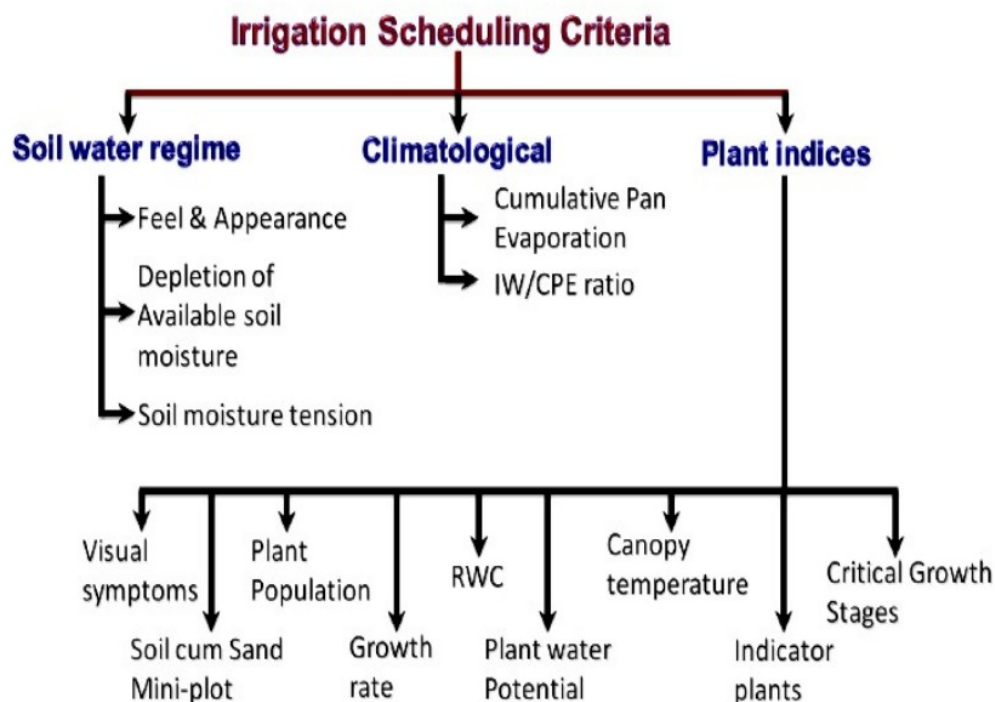 Irrigation Scheduling Criteria
Soil water regime
Climatological
Plant indices
Feel & Appearance
Depletion of
Available soil
moisture
Soil moisture tension
Cumulative Pan
Evaporation
IW/CPE ratio
Visual
symptoms
Soil cum Sand
Mini-plot
Plant
Population
Growth
rate
RWC
Plant water
Potential
Canopy
temperature
Indicator
plants
Critical Growth
Stages